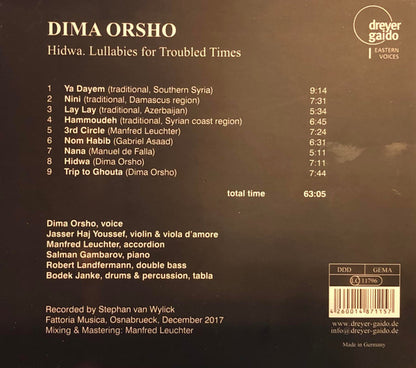 DIMA ORSHO
Hidwa. Lullabies for Troubled Times
dreyer
gaido
EASTERN
VOICES
1 Ya Dayem (traditional, Southern Syria) 9:14
2 Nini (traditional, Damascus region) 7:31
3 Lay Lay (traditional, Azerbaijan) 5:34
4 Hammoudeh (traditional, Syrian coast region) 6:45
5 3rd Circle (Manfred Leuchter) 7:24
6 Nom Habib (Gabriel Asaad) 6:31
7 Nana (Manuel de Falla) 5:11
8 Hidwa (Dima Orsho) 7:11
9 Trip to Ghouta (Dima Orsho) 7:44
total time 63:05
Dima Orsho, voice
Jasser Haj Youssef, violin & viola d'amore
Manfred Leuchter, accordion
Salman Gambarov, piano
Robert Landfermann, double bass
Bodek Janke, drums & percussion, tabla
Recorded by Stephan van Wylick
Fattoria Musica, Osnabrueck, December 2017
Mixing & Mastering: Manfred Leuchter
DDD GEMA
LC 11796
4 260014 871157
www.dreyer-gaido.de
info@dreyer-gaido.de
Made in Germany